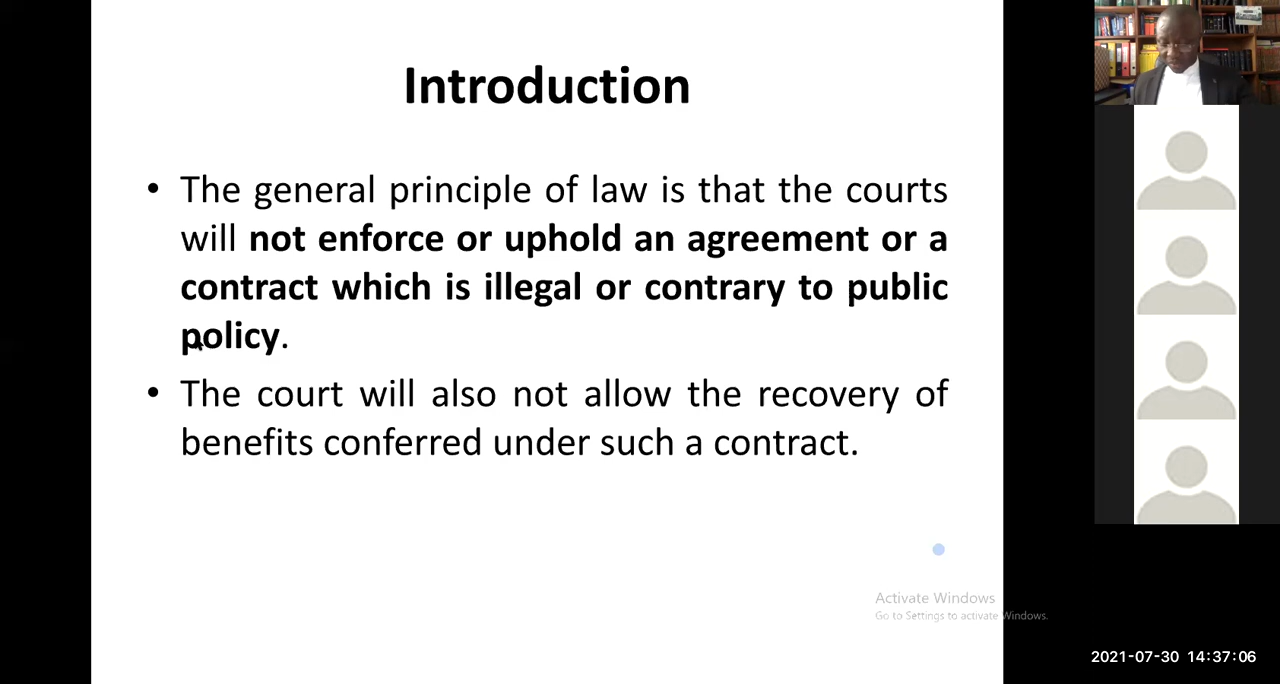 Introduction
• The general principle of law is that the courts
will not enforce or uphold an agreement or a
contract which is illegal or contrary to public
policy.
• The court will also not allow the recovery of
benefits conferred under such a contract.
Activate Windows
Go to Settings to activate Windows.
2021-07-30 14:37:06